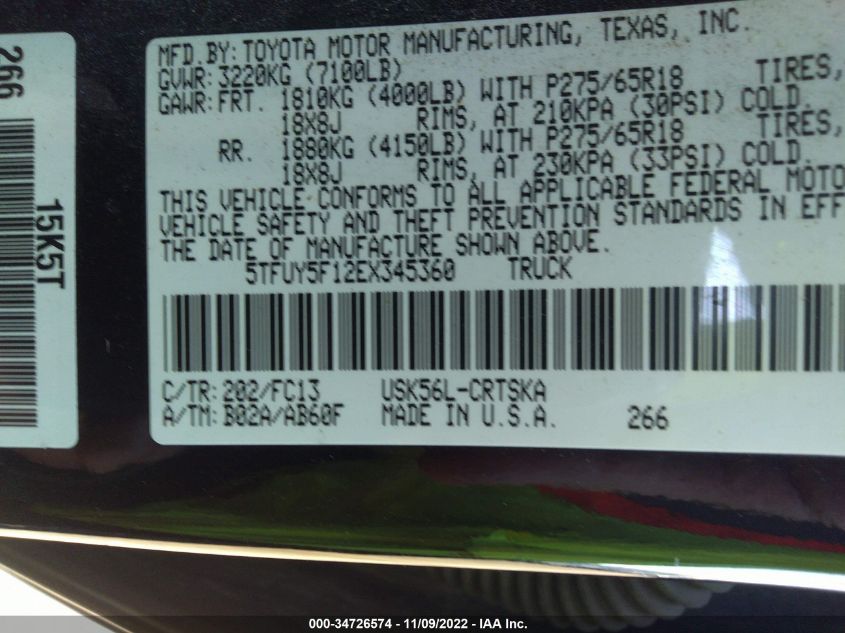 266
15K5T
MFD.BY:TOYOTA MOTOR MANUFACTURING, TEXAS, INC.
GVWR:3220KG (7100LB)
GAWR:FRT. 1810KG (4000LB) WITH P275/65R18 TIRES,
18X8J RIMS, AT 210KPA (30PSI) COLD.
RR. 1880KG (4150LB) WITH P275/65R18 TIRES,
18X8J RIMS, AT 230KPA (33PSI) COLD.
THIS VEHICLE CONFORMS TO ALL APPLICABLE FEDERAL MOTO
VEHICLE SAFETY AND THEFT PREVENTION STANDARDS IN EFF
THE DATE OF MANUFACTURE SHOWN ABOVE.
5TFUY5F12EX345360 TRUCK
C/TR:202/FC13 USK56L-CRTSKA
A/TM:B02A/AB60F MADE IN U.S.A. 266
000-34726574 - 11/09/2022 - IAA Inc.